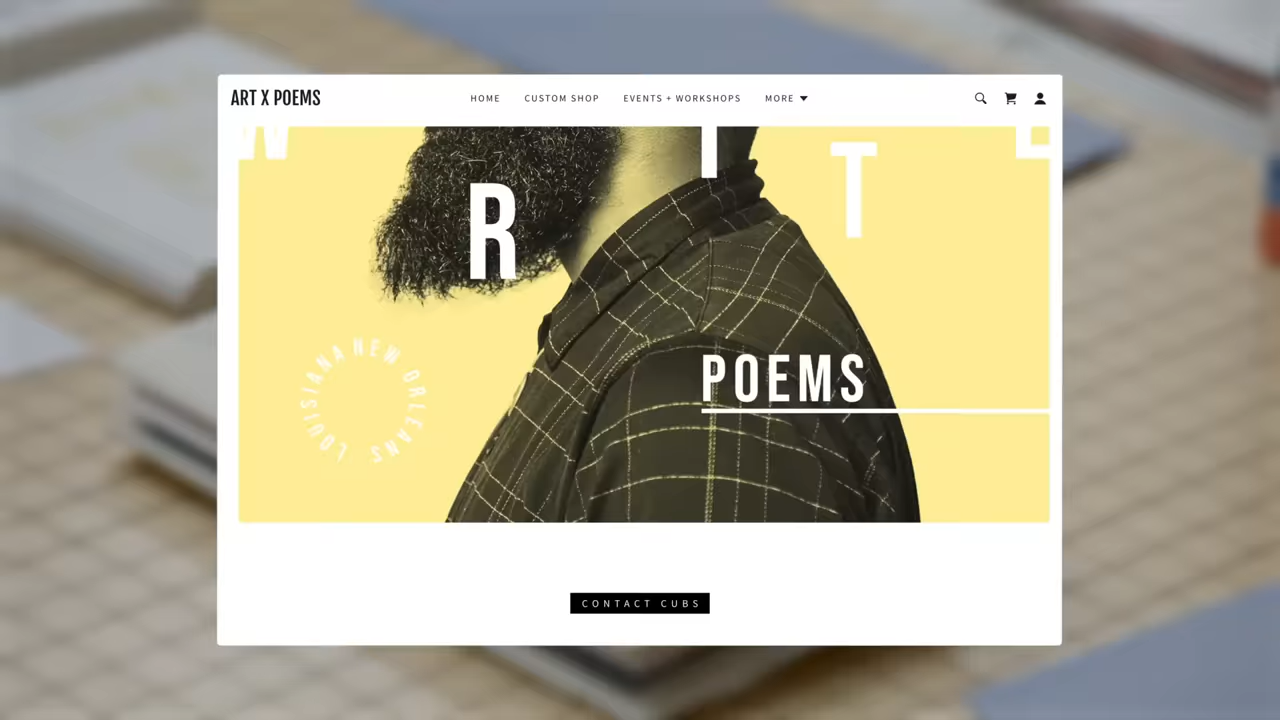 ART X POEMS
HOME
CUSTOM SHOP
EVENTS + WORKSHOPS
MORE
W
R
I
T
T
E
POEMS
LOUISIANA NEW ORLEANS
CONTACT CUBS